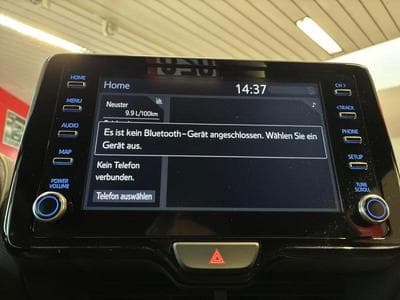 HOME
MENU
AUDIO
MAP
POWER
VOLUME
Home
14:37
Neuster
9.9 L/100km
Es ist kein Bluetooth-Gerät angeschlossen. Wählen Sie ein
Gerät aus.
Kein Telefon
verbunden.
Telefon auswählen
CH >
< TRACK
PHONE
SETUP
TUNE
SCROLL